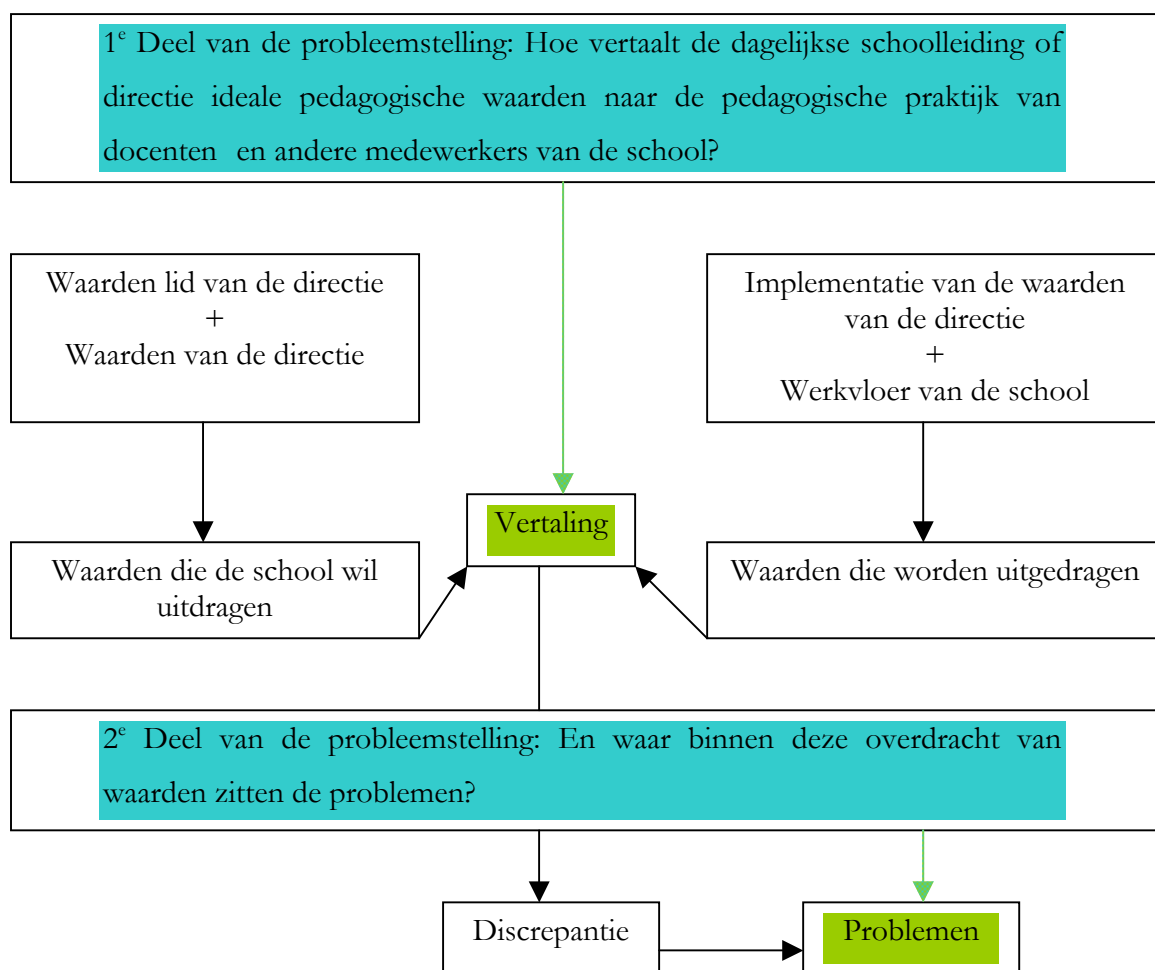 1e Deel van de probleemstelling: Hoe vertaalt de dagelijkse schoolleiding of
directie ideale pedagogische waarden naar de pedagogische praktijk van
docenten en andere medewerkers van de school?
Waarden lid van de directie
+
Waarden van de directie
Implementatie van de waarden
van de directie
+
Werkvloer van de school
Vertaling
Waarden die de school wil
uitdragen
Waarden die worden uitgedragen
2e Deel van de probleemstelling: En waar binnen deze overdracht van
waarden zitten de problemen?
Discrepantie
Problemen